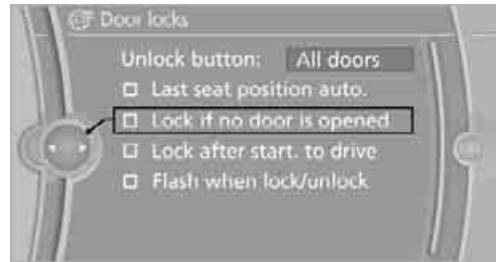 Door locks
Unlock button: All doors
Last seat position auto.
Lock if no door is opened
Lock after start. to drive
Flash when lock/unlock